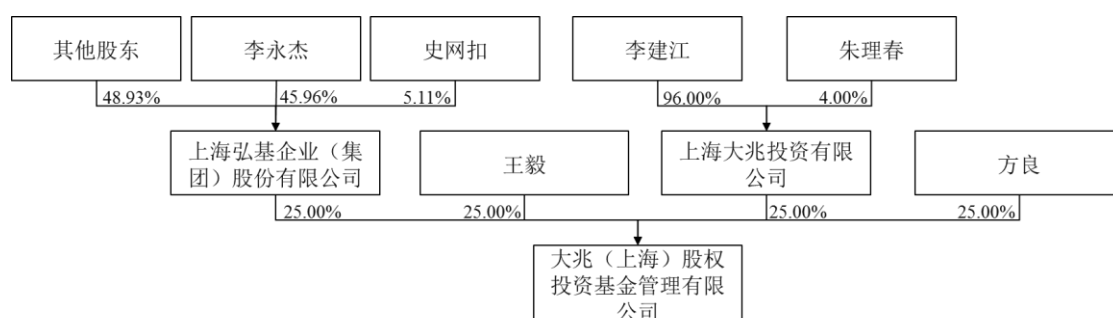 其他股东
李永杰
史网扣
李建江
朱理春
48.93%
45.96%
5.11%
96.00%
4.00%
上海弘基企业（集
团）股份有限公司
王毅
上海大兆投资有限
公司
方良
25.00%
25.00%
25.00%
25.00%
大兆（上海）股权
投资基金管理有限
公司